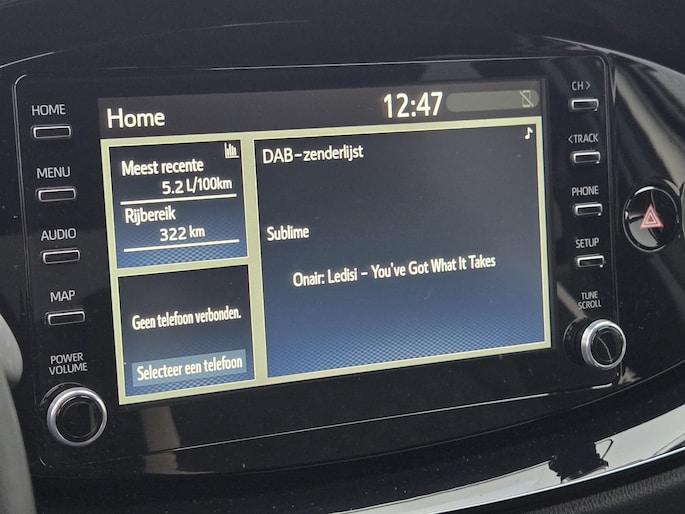 HOME
MENU
AUDIO
MAP
POWER
VOLUME
Home
12:47
Meest recente
5.2 L/100km
Rijbereik
322 km
Geen telefoon verbonden.
Selecteer een telefoon
DAB-zenderlijst
Sublime
Onair: Ledisi - You've Got What It Takes
CH >
< TRACK
PHONE
SETUP
TUNE
SCROLL